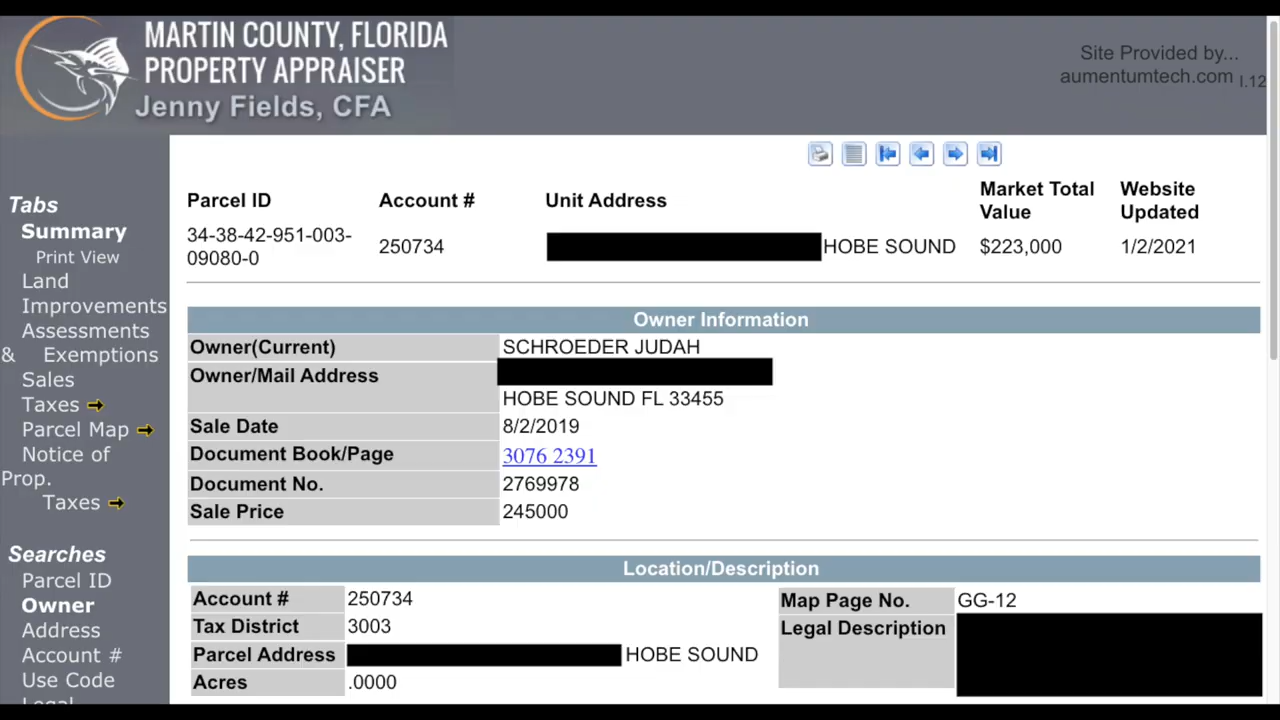 MARTIN COUNTY, FLORIDA
PROPERTY APPRAISER
Jenny Fields, CFA
Site Provided by...
aumentumtech.com I.12
Tabs
Summary
Print View
Land
Improvements
Assessments
& Exemptions
Sales
Taxes
Parcel Map
Notice of
Prop.
Taxes
Searches
Parcel ID
Owner
Address
Account #
Use Code
Legal
Parcel ID Account # Unit Address Market Total Value Website Updated
34-38-42-951-003-
09080-0 250734 HOBE SOUND $223,000 1/2/2021
Owner Information
Owner(Current) SCHROEDER JUDAH
Owner/Mail Address
HOBE SOUND FL 33455
Sale Date 8/2/2019
Document Book/Page 3076 2391
Document No. 2769978
Sale Price 245000
Location/Description
Account # 250734 Map Page No. GG-12
Tax District 3003 Legal Description
Parcel Address HOBE SOUND
Acres .0000